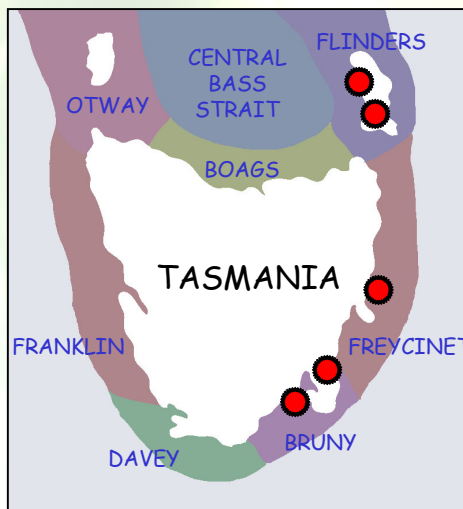 FLINDERS
CENTRAL
BASS
STRAIT
OTWAY
BOAGS
TASMANIA
FRANKLIN
FREYCINET
BRUNY
DAVEY